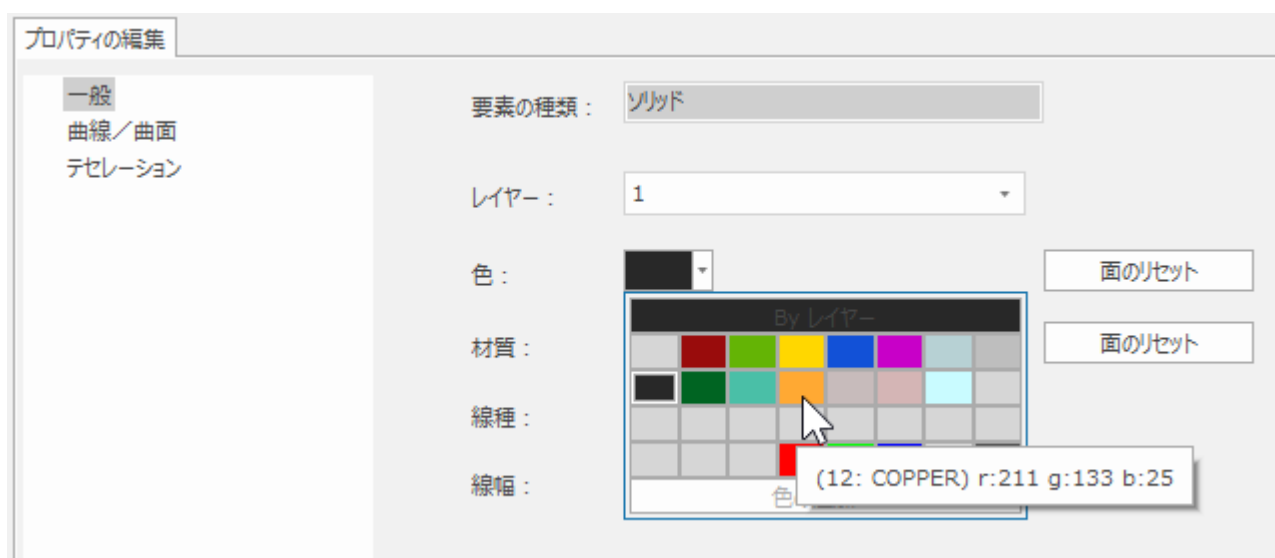 プロパティの編集
一般
曲線／曲面
テセレーション
要素の種類：
ソリッド
レイヤー：
1
色：
面のリセット
By レイヤー
材質：
面のリセット
線種：
(12: COPPER) r:211 g:133 b:25
線幅：